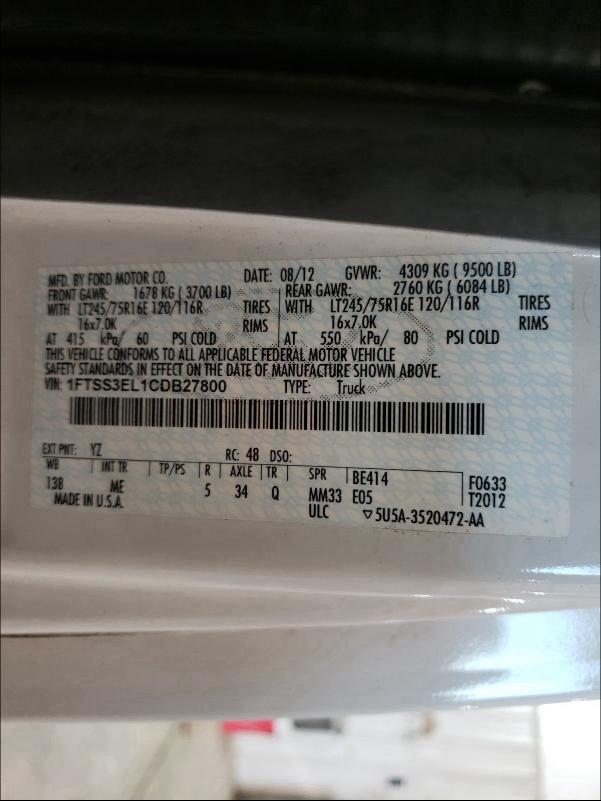 MFD. BY FORD MOTOR CO. DATE: 08/12 GVWR: 4309 KG ( 9500 LB)
FRONT GAWR: 1678 KG ( 3700 LB) REAR GAWR: 2760 KG ( 6084 LB)
WITH LT245/75R16E 120/116R TIRES WITH LT245/75R16E 120/116R TIRES
16x7.0K RIMS 16x7.0K RIMS
AT 415 kPa/ 60 PSI COLD AT 550 kPa/ 80 PSI COLD
THIS VEHICLE CONFORMS TO ALL APPLICABLE FEDERAL MOTOR VEHICLE
SAFETY STANDARDS IN EFFECT ON THE DATE OF MANUFACTURE SHOWN ABOVE.
VIN: 1FTSS3EL1CDB27800 TYPE: Truck
EXT PNT: YZ RC: 48 DSO:
WB INT TR TP/PS R AXLE TR SPR BE414 F0633
138 ME 5 34 Q MM33 E05 T2012
MADE IN U.S.A. ULC ▽5U5A-3520472-AA